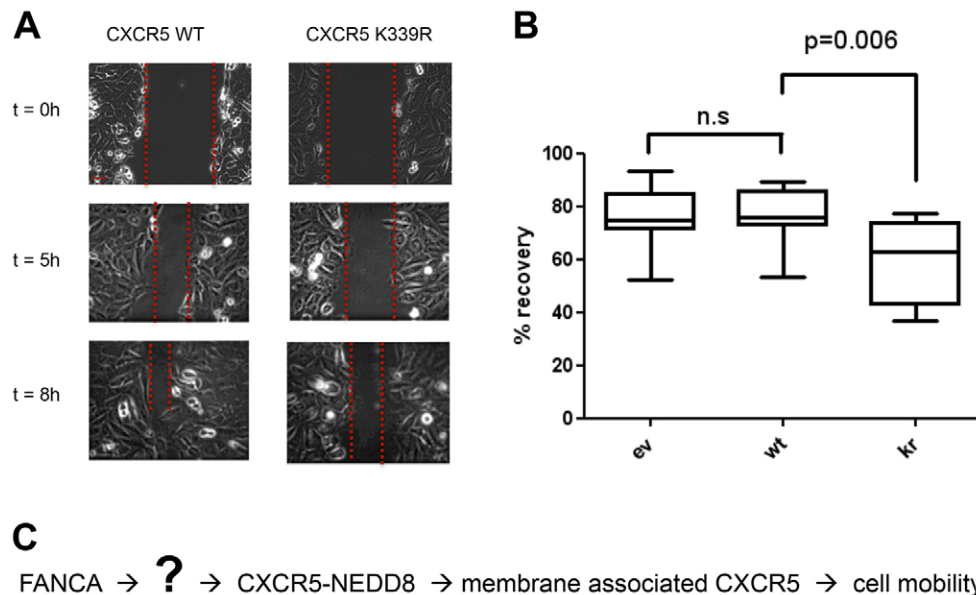 A
CXCR5 WT
CXCR5 K339R
t = 0h
t = 5h
t = 8h
B
p=0.006
n.s
% recovery
100
80
60
40
20
0
ev
wt
kr
C
FANCA → ? → CXCR5-NEDD8 → membrane associated CXCR5 → cell mobility